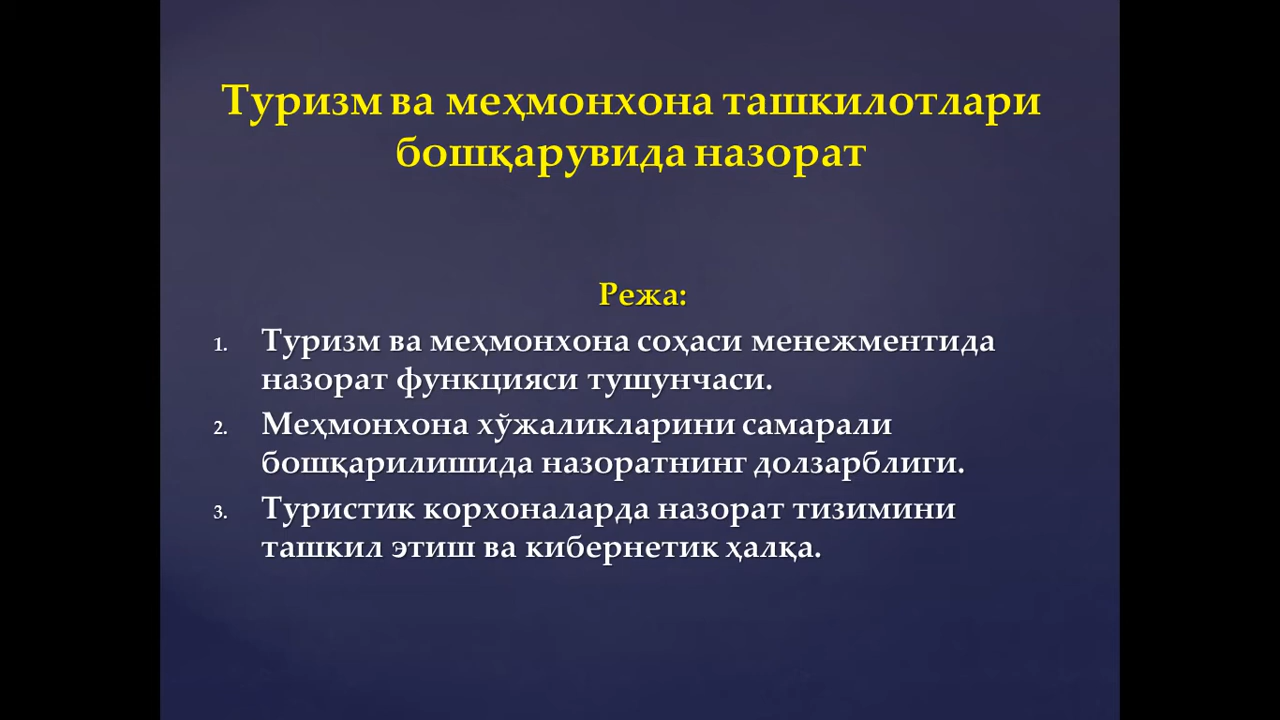 Туризм ва меҳмонхона ташкилотлари
бошқарувида назорат
Режа:
1. Туризм ва меҳмонхона соҳаси менежментида
назорат функцияси тушунчаси.
2. Меҳмонхона хўжаликларини самарали
бошқарилишида назоратнинг долзарблиги.
3. Туристик корхоналарда назорат тизимини
ташкил этиш ва кибернетик ҳалқа.